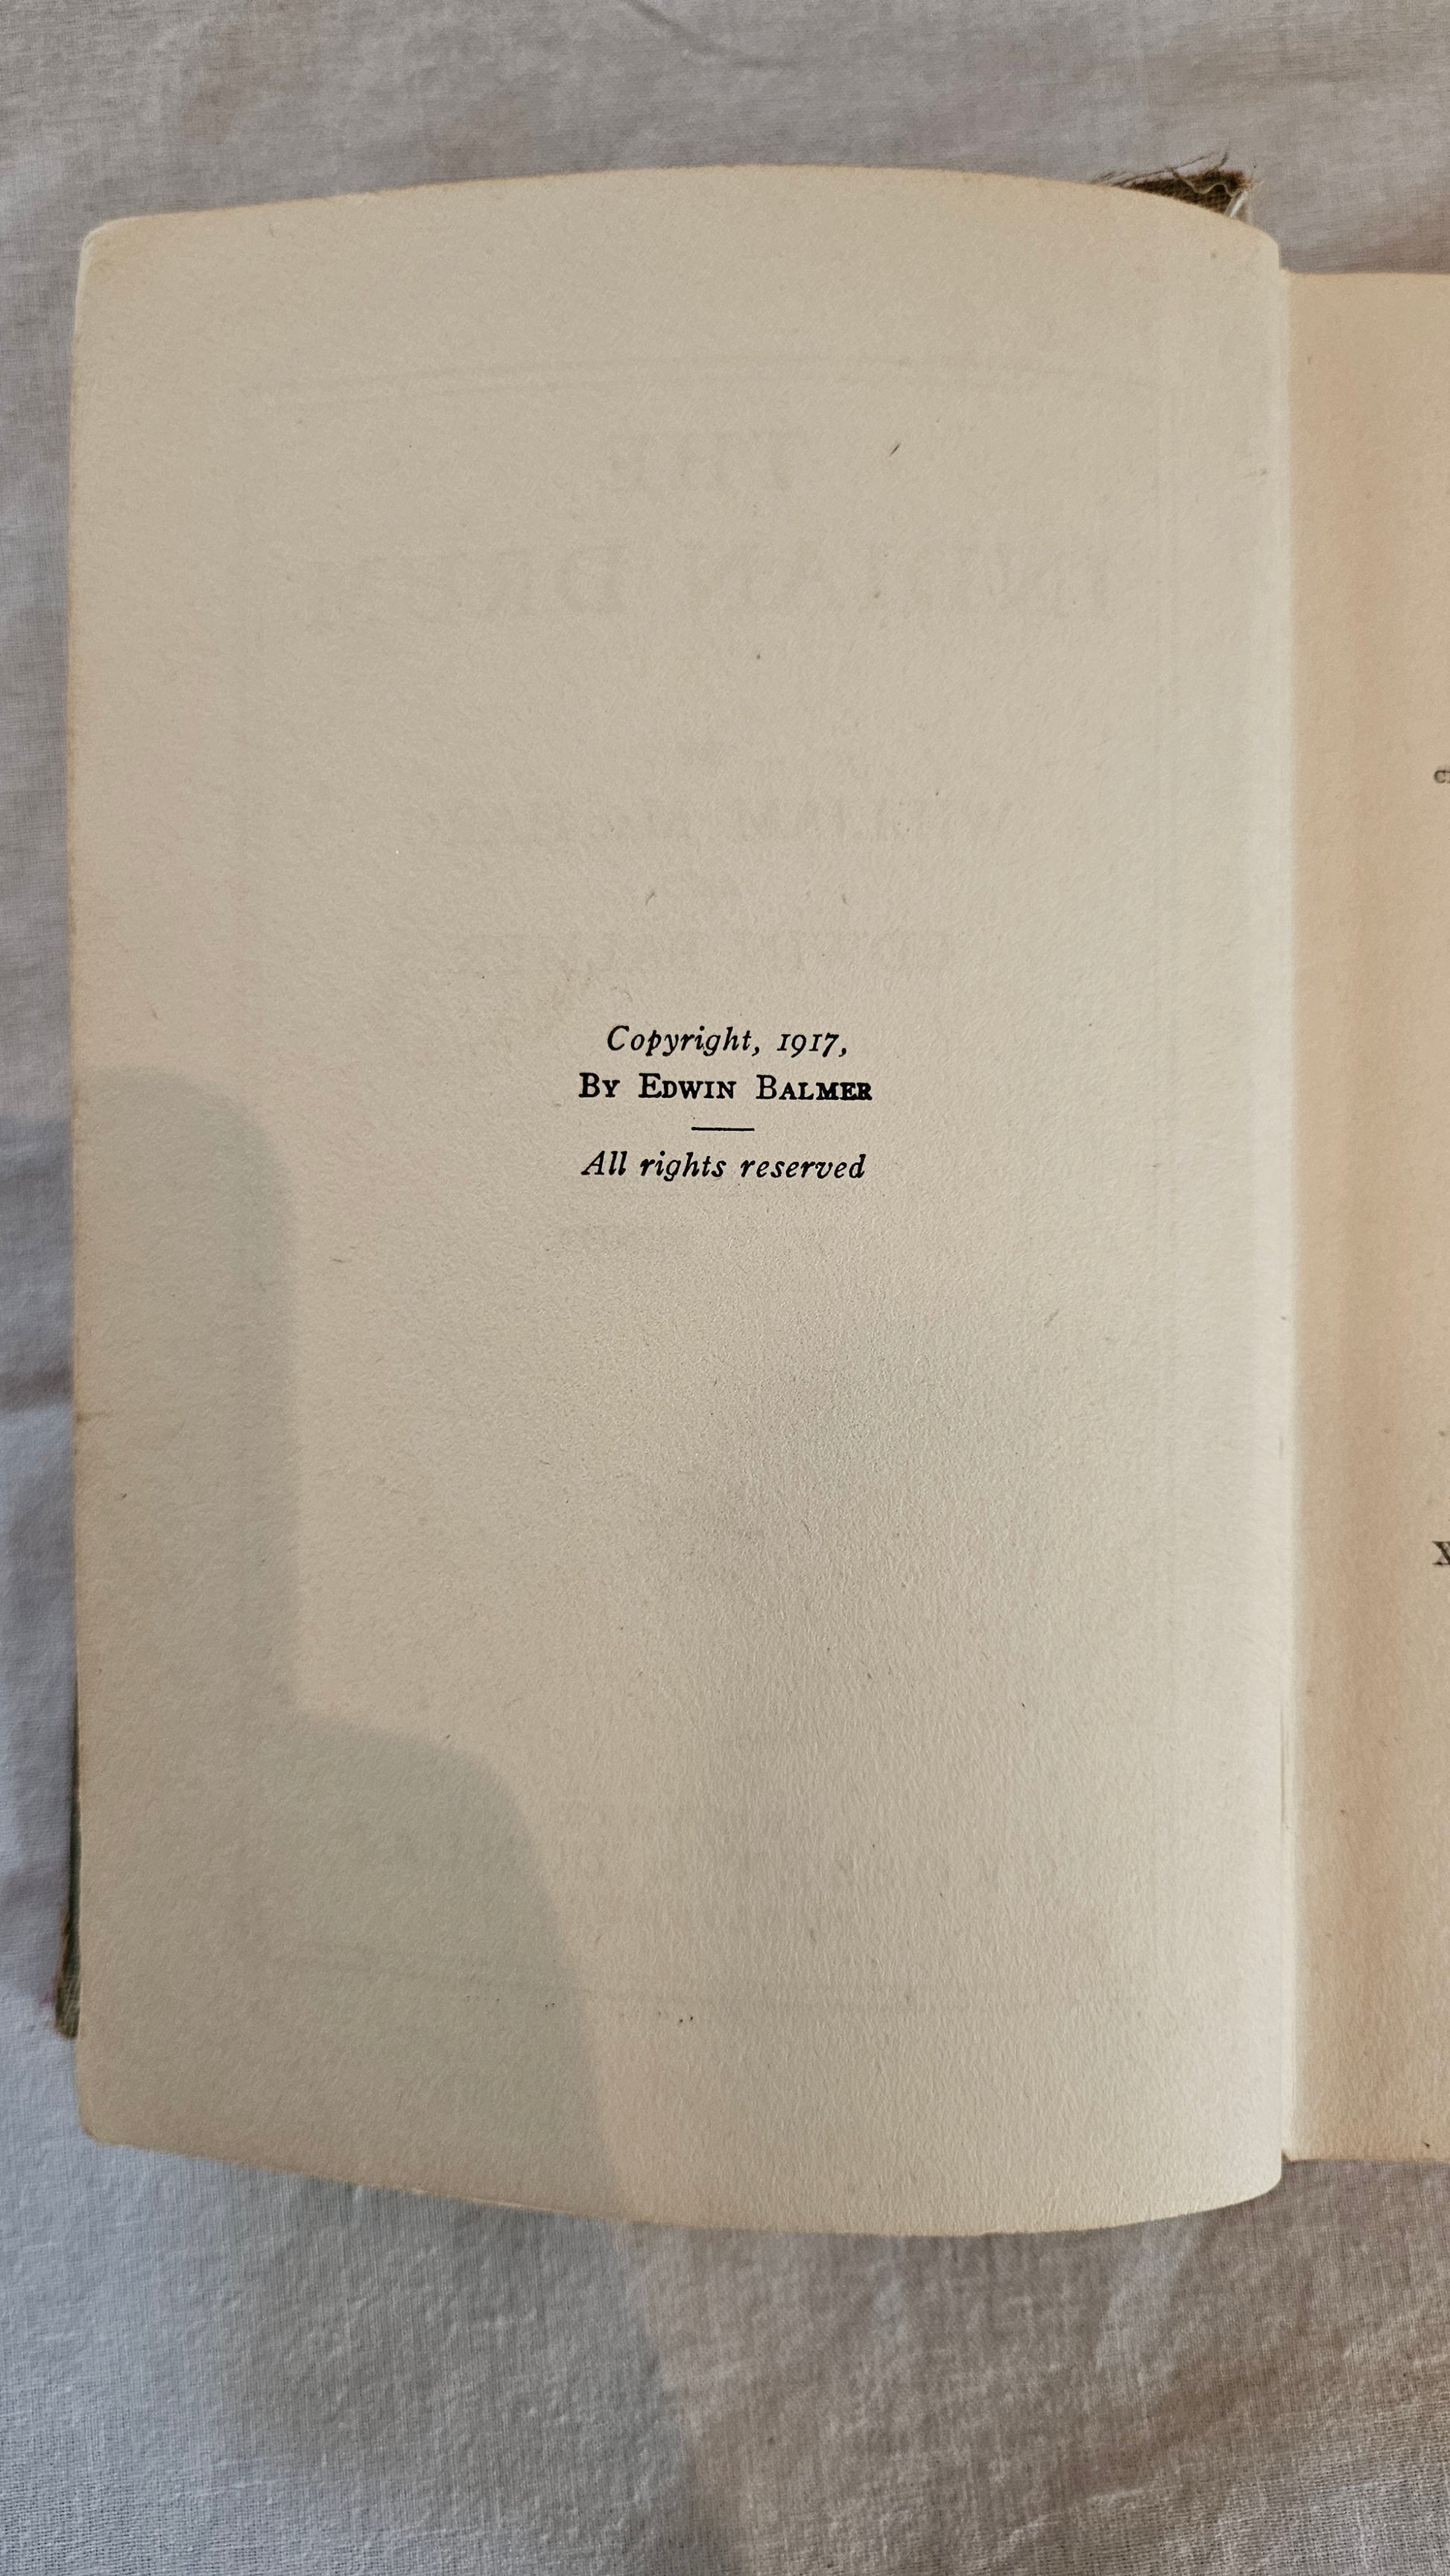 Copyright, 1917,
BY EDWIN BALMER
All rights reserved
X